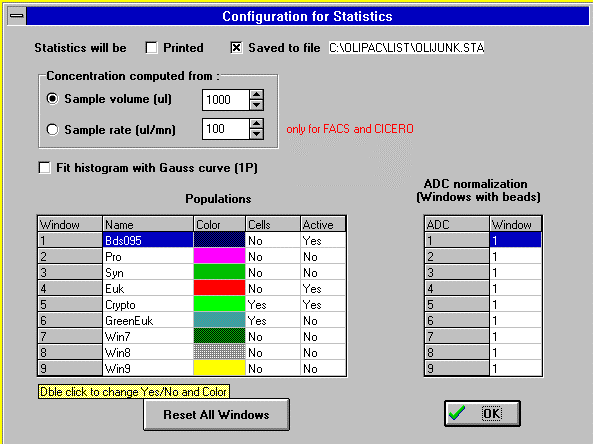 Configuration for Statistics
Statistics will be Printed Saved to file C:\OLIPAC\LIST\OLIJUNK.STA
Concentration computed from :
Sample volume (ul) 1000
Sample rate (ul/mn) 100 only for FACS and CICERO
Fit histogram with Gauss curve (1P)
Populations
Window Name Color Cells Active
1 Bds095 No Yes
2 Pro No No
3 Syn No No
4 Euk No Yes
5 Crypto Yes Yes
6 GreenEuk Yes No
7 Win7 No No
8 Win8 No No
9 Win9 No No
Dble click to change Yes/No and Color
Reset All Windows
ADC normalization
(Windows with beads)
ADC Window
1 1
2 1
3 1
4 1
5 1
6 1
7 1
8 1
9 1
OK